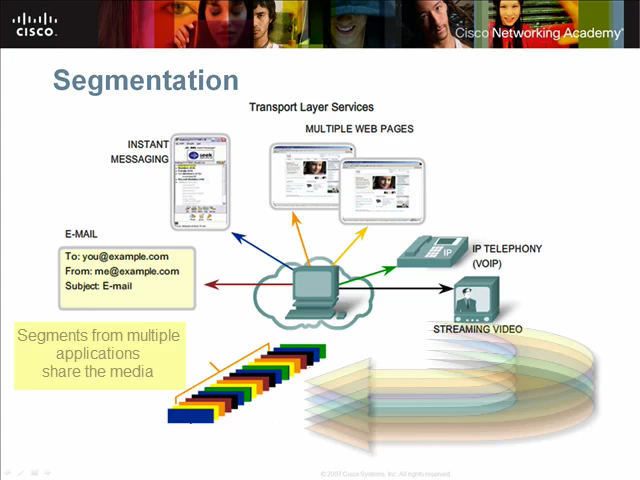 CISCO
Cisco Networking Academy®
Segmentation
Transport Layer Services
MULTIPLE WEB PAGES
INSTANT
MESSAGING
E-MAIL
To: you@example.com
From: me@example.com
Subject: E-mail
IP
IP TELEPHONY
(VOIP)
STREAMING VIDEO
Segments from multiple
applications
share the media
© 2007 Cisco Systems, Inc. All rights reserved.